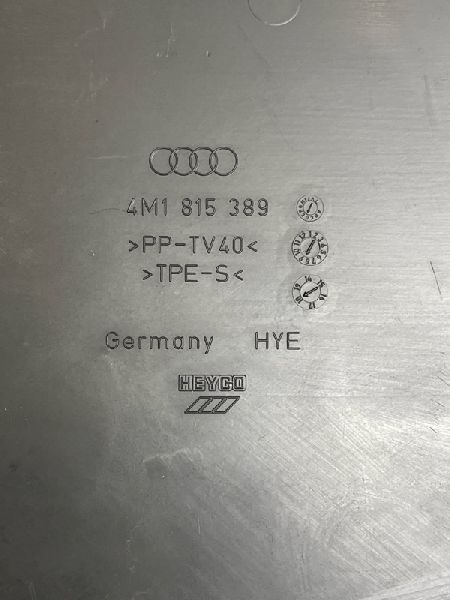 4M1 815 389
>PP-TV40<
>TPE-S<
Germany HYE
HEYCO